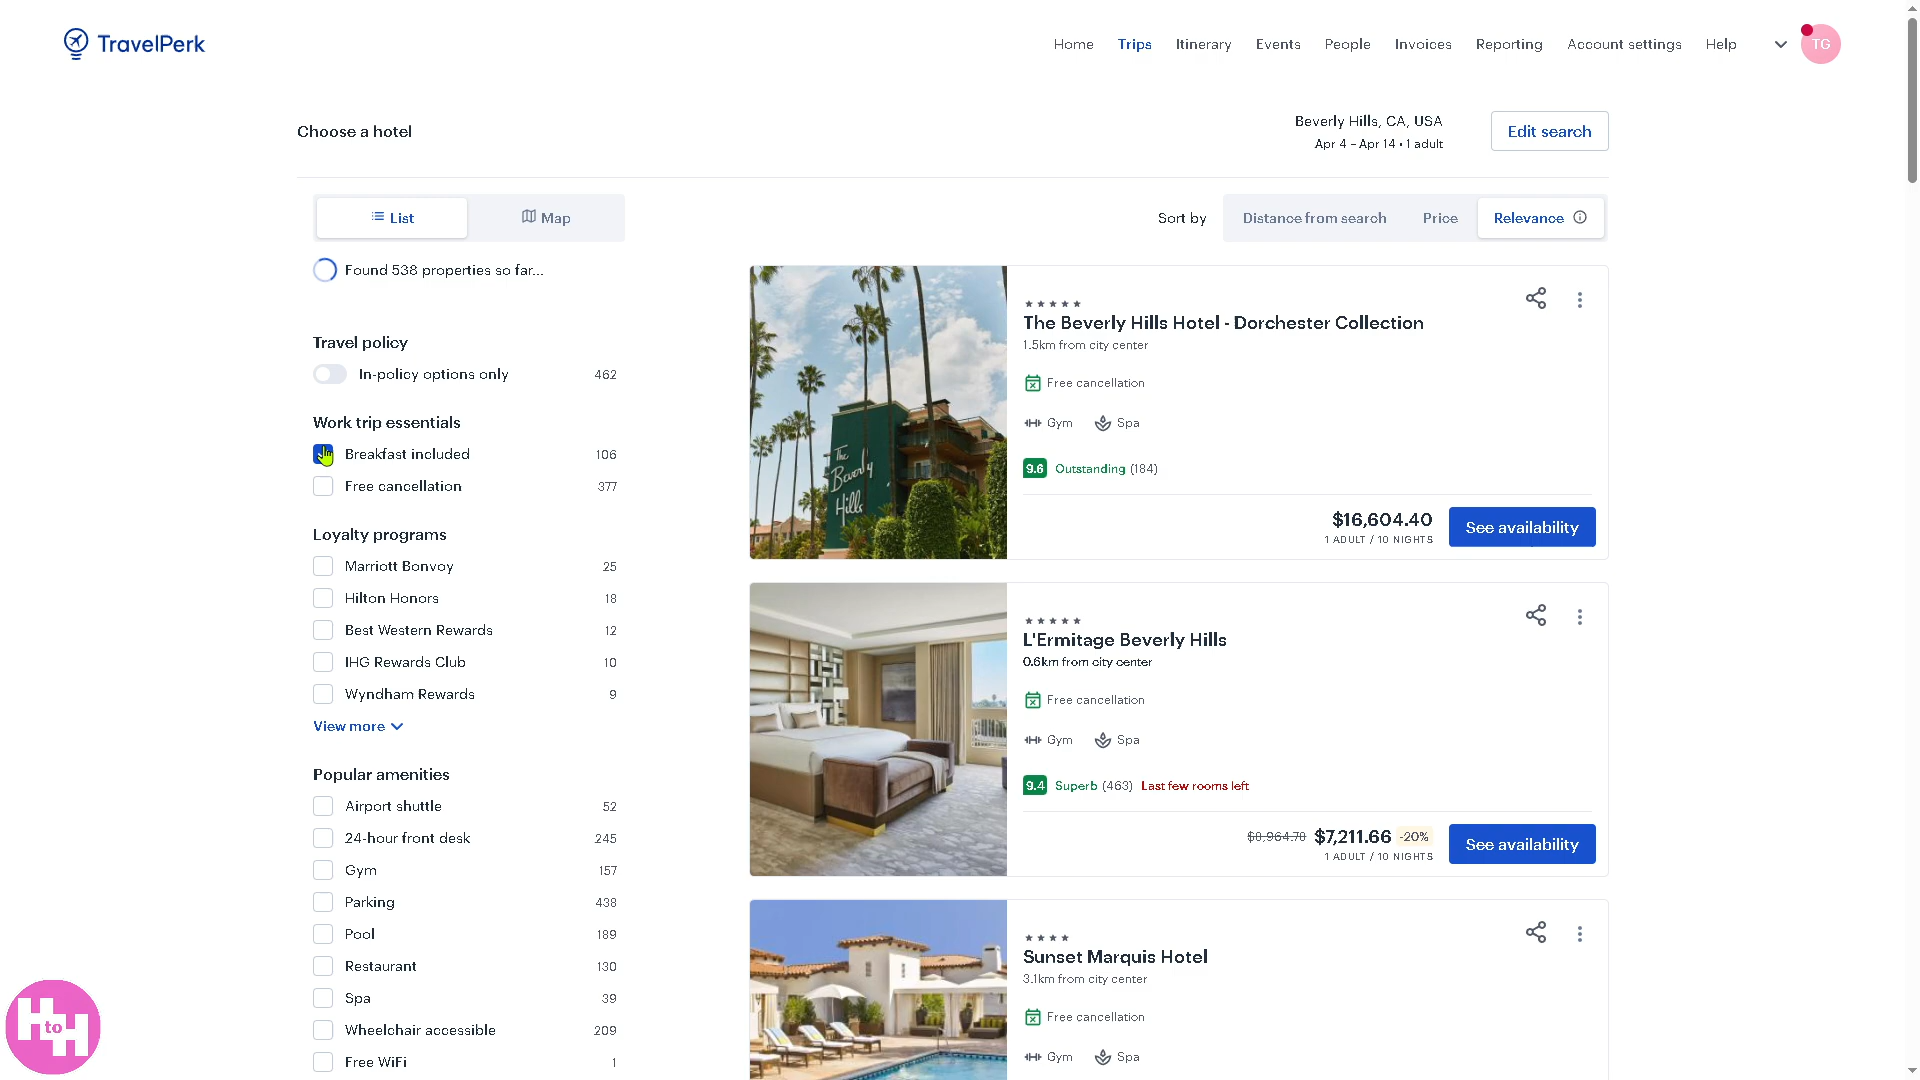 TravelPerk
Home
Trips
Itinerary
Events
People
Invoices
Reporting
Account settings
Help
TG
Choose a hotel
Beverly Hills, CA, USA
Apr 4 – Apr 14 • 1 adult
Edit search
List
Map
Sort by
Distance from search
Price
Relevance
Found 538 properties so far...
Travel policy
In-policy options only 462
Work trip essentials
Breakfast included 106
Free cancellation 377
Loyalty programs
Marriott Bonvoy 25
Hilton Honors 18
Best Western Rewards 12
IHG Rewards Club 10
Wyndham Rewards 9
View more
Popular amenities
Airport shuttle 52
24-hour front desk 245
Gym 157
Parking 438
Pool 189
Restaurant 130
Spa 39
Wheelchair accessible 209
Free WiFi 1
The
Beverly
Hills
The Beverly Hills Hotel - Dorchester Collection
1.5km from city center
Free cancellation
Gym Spa
9.6 Outstanding (184)
$16,604.40
1 ADULT / 10 NIGHTS
See availability
L'Ermitage Beverly Hills
0.6km from city center
Free cancellation
Gym Spa
9.4 Superb (463) Last few rooms left
$8,964.78 $7,211.66 -20%
1 ADULT / 10 NIGHTS
See availability
Sunset Marquis Hotel
3.1km from city center
Free cancellation
Gym Spa
H to H